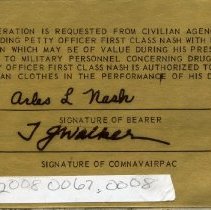 ERATION IS REQUESTED FROM CIVILIAN AGENC
DING PETTY OFFICER FIRST CLASS NASH WITH
N WHICH MAY BE OF VALUE DURING HIS PRES
TO MILITARY PERSONNEL CONCERNING DRUG
Y OFFICER FIRST CLASS NASH IS AUTHORIZED TO
AN CLOTHES IN THE PERFORMANCE OF HIS D
Arles L Nash
SIGNATURE OF BEARER
T J Walker
SIGNATURE OF COMNAVAIRPAC
2008.0067.0008